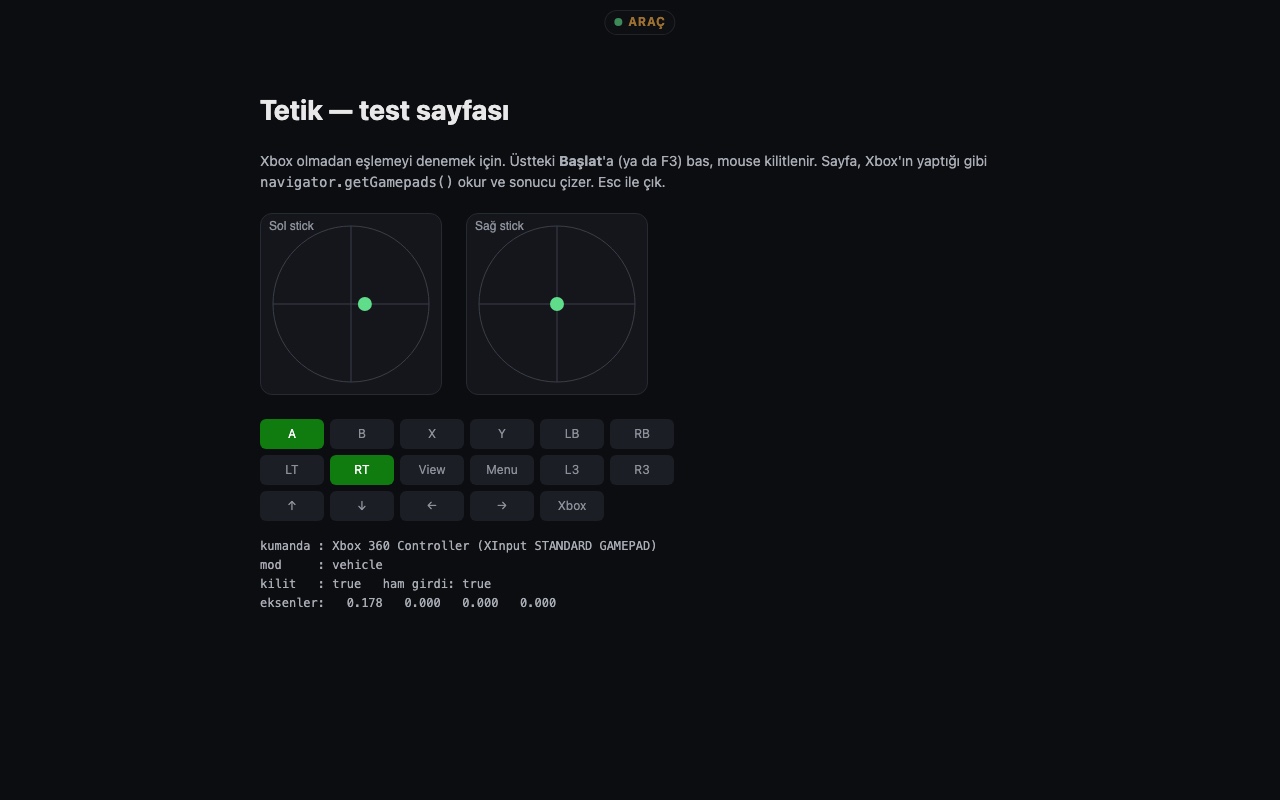 ARAÇ
Tetik — test sayfası
Xbox olmadan eşlemeyi denemek için. Üstteki Başlat'a (ya da F3) bas, mouse kilitlenir. Sayfa, Xbox'ın yaptığı gibi
navigator.getGamepads() okur ve sonucu çizer. Esc ile çık.
Sol stick Sağ stick
A B X Y LB RB
LT RT View Menu L3 R3
↑ ↓ ← → Xbox
kumanda : Xbox 360 Controller (XInput STANDARD GAMEPAD)
mod : vehicle
kilit : true ham girdi: true
eksenler: 0.178 0.000 0.000 0.000